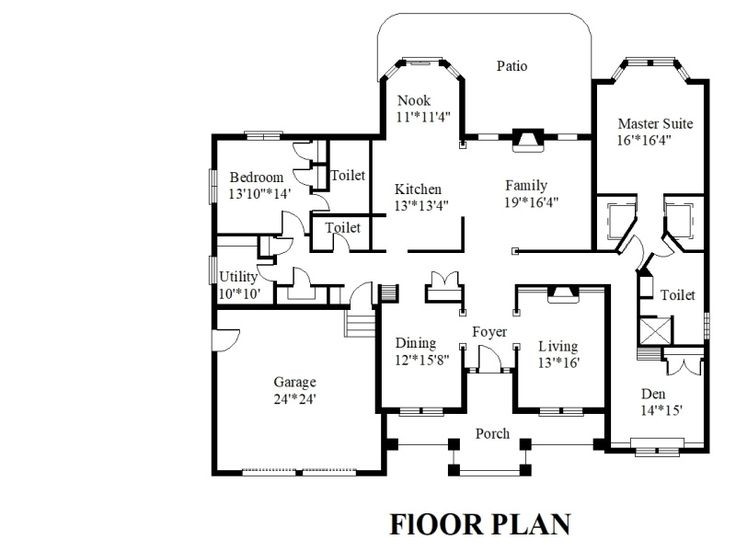 Patio
Nook
11'*11'4"
Master Suite
16'*16'4"
Bedroom
13'10"*14'
Toilet
Kitchen
13'*13'4"
Family
19'*16'4"
Toilet
Utility
10'*10'
Toilet
Dining
12'*15'8"
Foyer
Living
13'*16'
Garage
24'*24'
Den
14'*15'
Porch
FlOOR PLAN